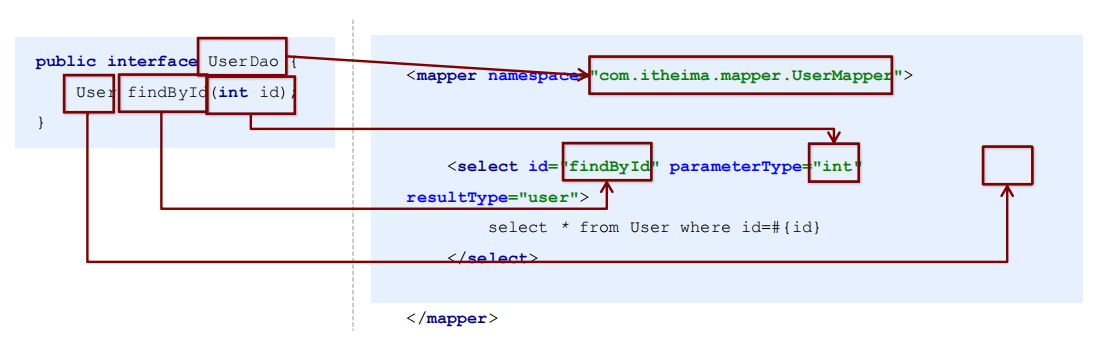 public interface UserDao {
User findById(int id);
}
<mapper namespace="com.itheima.mapper.UserMapper">
<select id="findById" parameterType="int"
resultType="user">
select * from User where id=#{id}
</select>
</mapper>